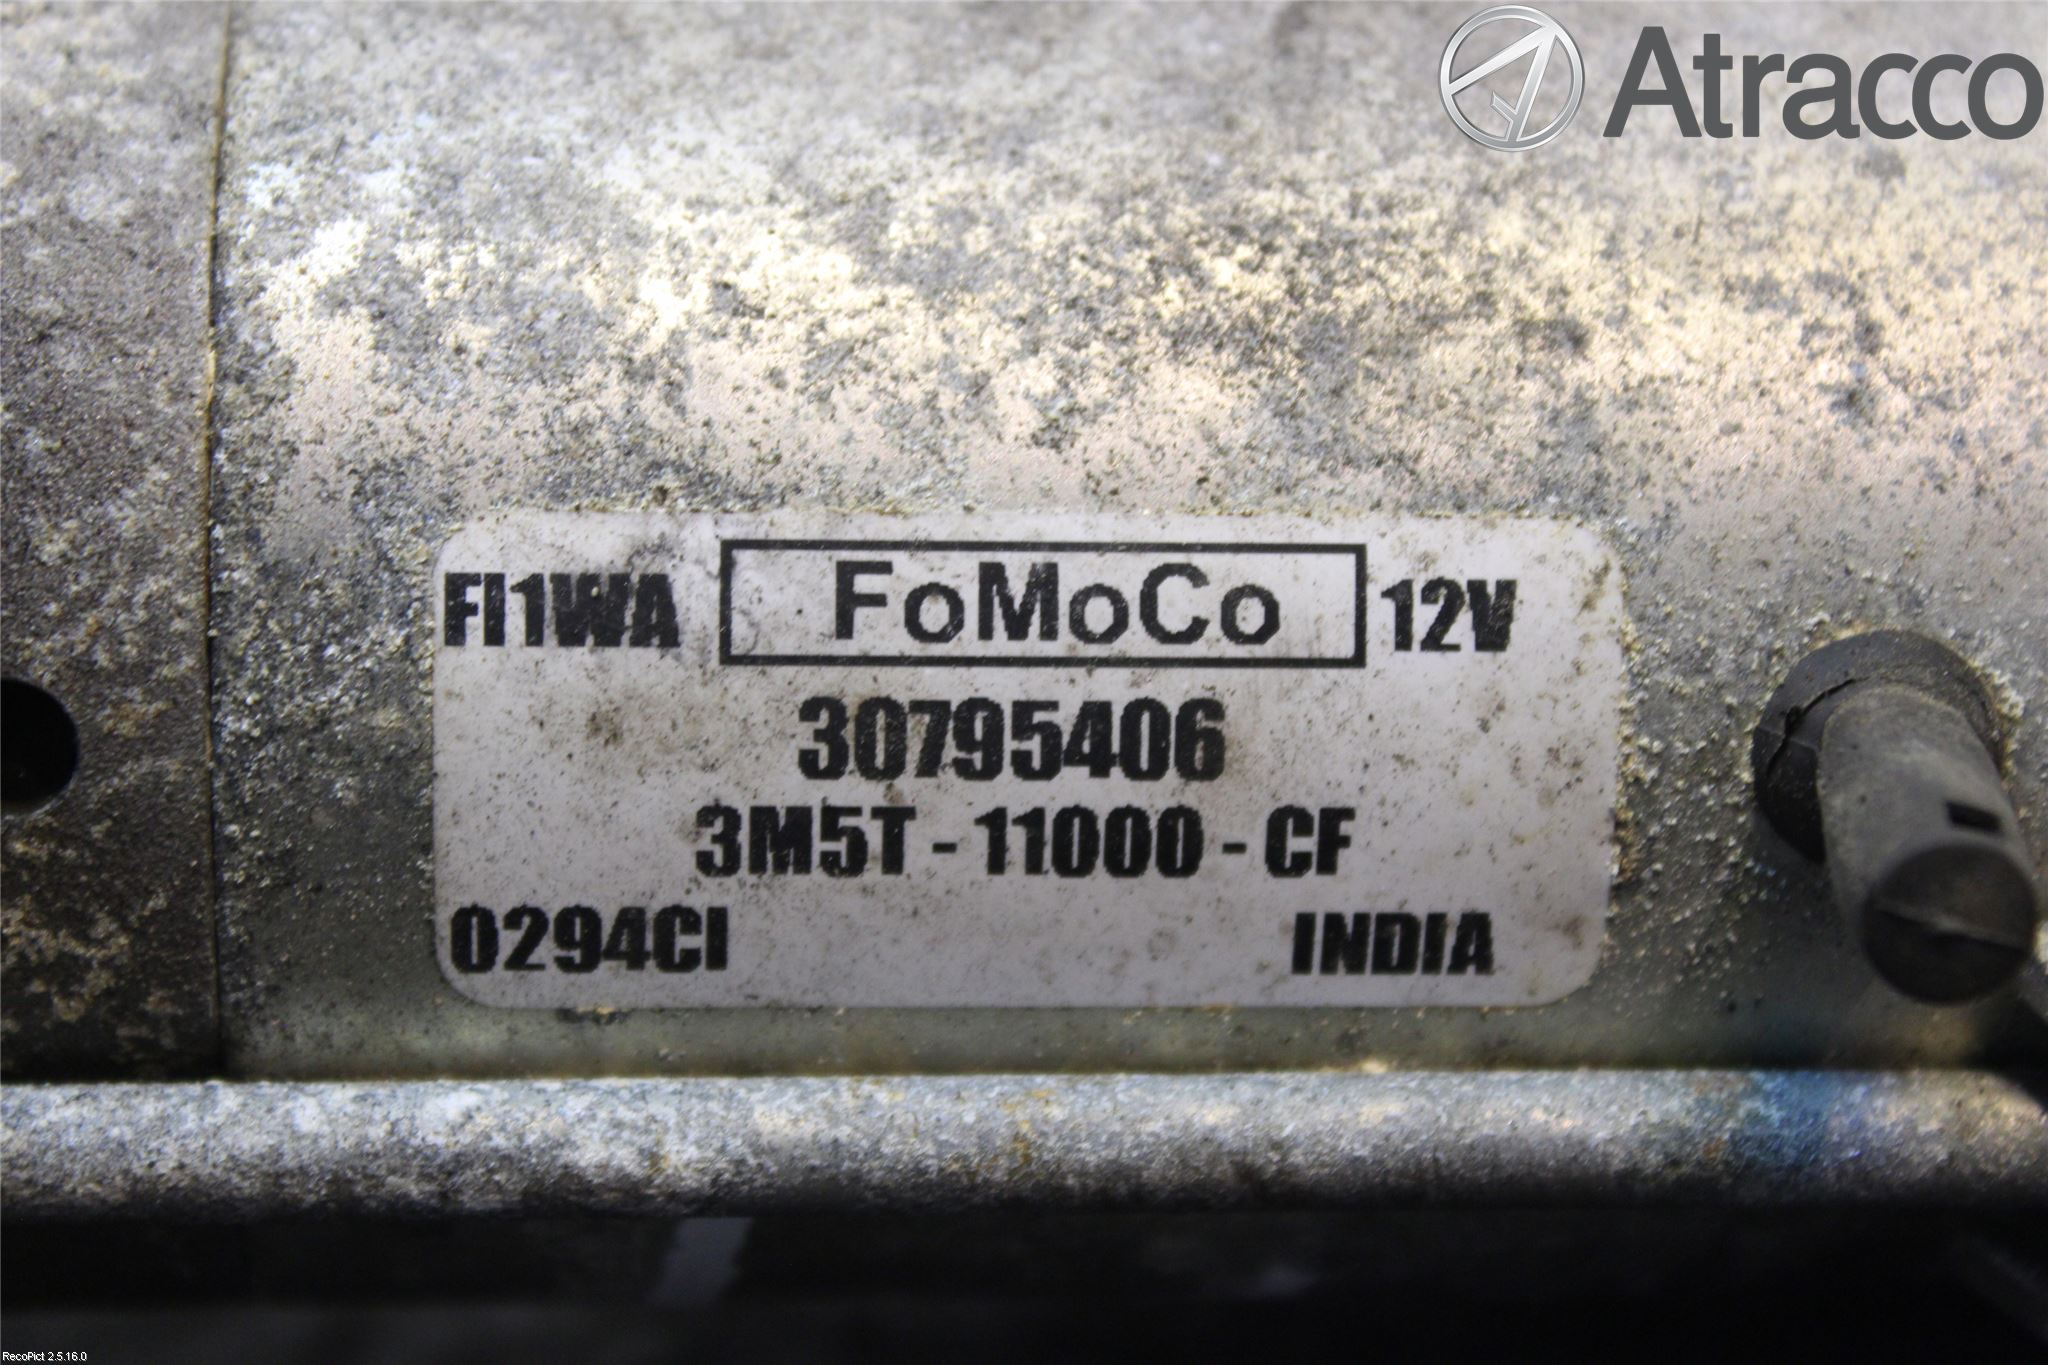 Atracco
FI1WA FoMoCo 12V
30795406
3M5T - 11000 - CF
0294CI INDIA
RecoPict 2.5.16.0